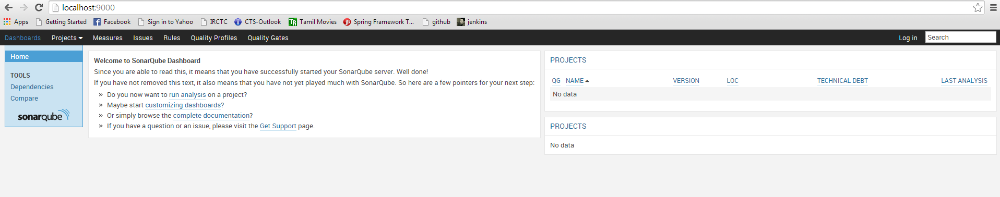 localhost:9000
Apps Getting Started Facebook Sign in to Yahoo IRCTC CTS-Outlook TR Tamil Movies Spring Framework T... github jenkins
Dashboards Projects Measures Issues Rules Quality Profiles Quality Gates Log in Search
Home
TOOLS
Dependencies
Compare
sonarqube
Welcome to SonarQube Dashboard
Since you are able to read this, it means that you have successfully started your SonarQube server. Well done!
If you have not removed this text, it also means that you have not yet played much with SonarQube. So here are a few pointers for your next step:
» Do you now want to run analysis on a project?
» Maybe start customizing dashboards?
» Or simply browse the complete documentation?
» If you have a question or an issue, please visit the Get Support page.
PROJECTS
QG NAME VERSION LOC TECHNICAL DEBT LAST ANALYSIS
No data
PROJECTS
No data